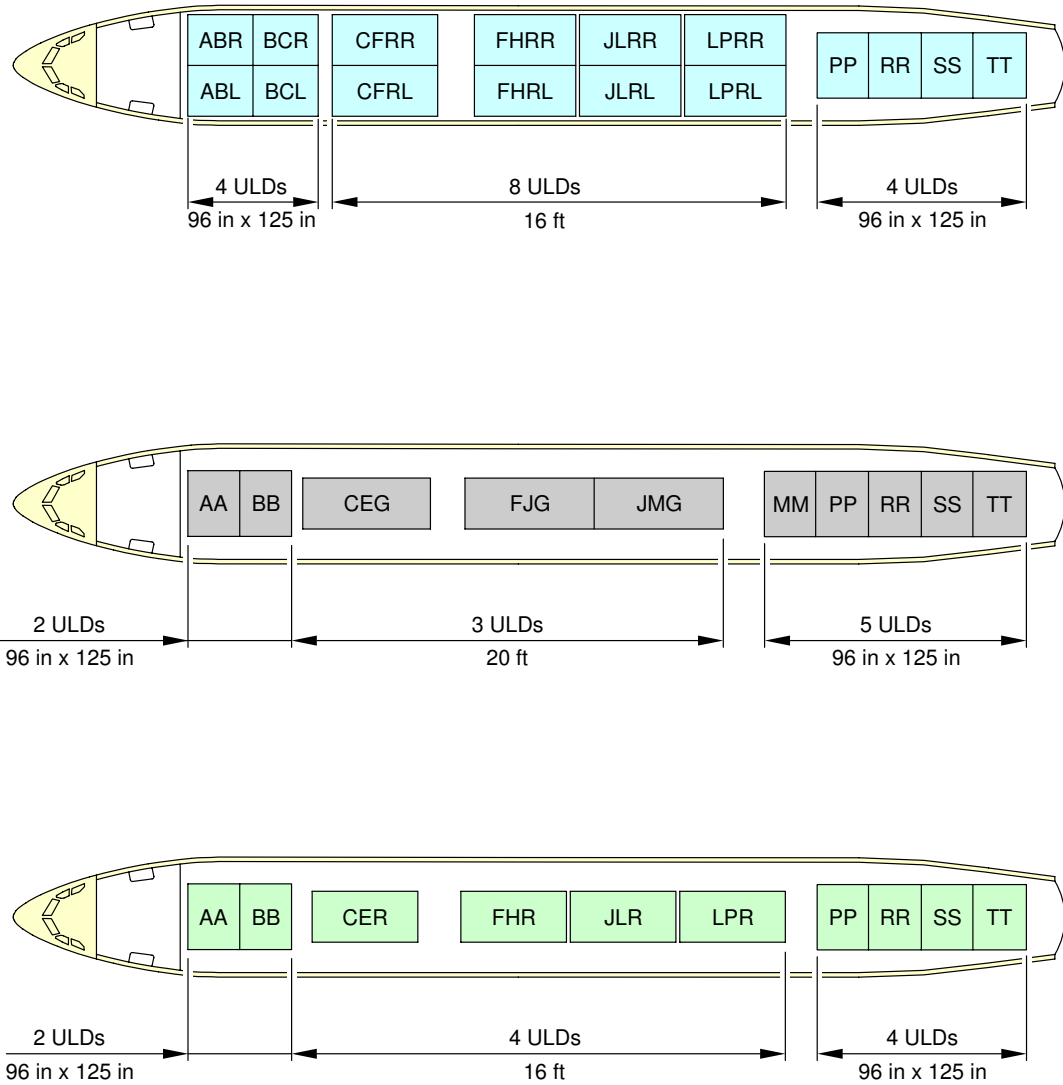 ABR BCR CFRR FHRR JLRR LPRR
PP RR SS TT
ABL BCL CFRL FHRL JLRL LPRL
4 ULDs 8 ULDs 4 ULDs
96 in x 125 in 16 ft 96 in x 125 in
AA BB CEG FJG JMG MM PP RR SS TT
2 ULDs 3 ULDs 5 ULDs
96 in x 125 in 20 ft 96 in x 125 in
AA BB CER FHR JLR LPR PP RR SS TT
2 ULDs 4 ULDs 4 ULDs
96 in x 125 in 16 ft 96 in x 125 in